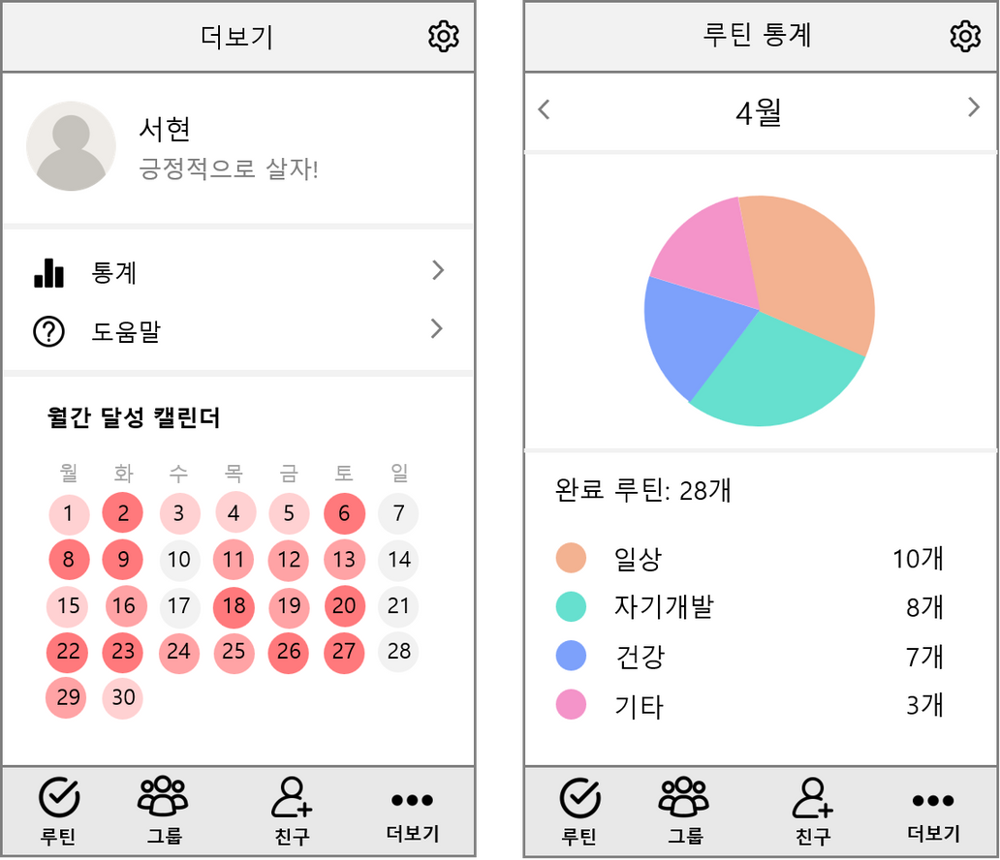 더보기
서현
긍정적으로 살자!
통계
도움말
월간 달성 캘린더
월 화 수 목 금 토 일
1 2 3 4 5 6 7
8 9 10 11 12 13 14
15 16 17 18 19 20 21
22 23 24 25 26 27 28
29 30
루틴 그룹 친구 더보기
루틴 통계
4월
완료 루틴: 28개
일상 10개
자기개발 8개
건강 7개
기타 3개
루틴 그룹 친구 더보기